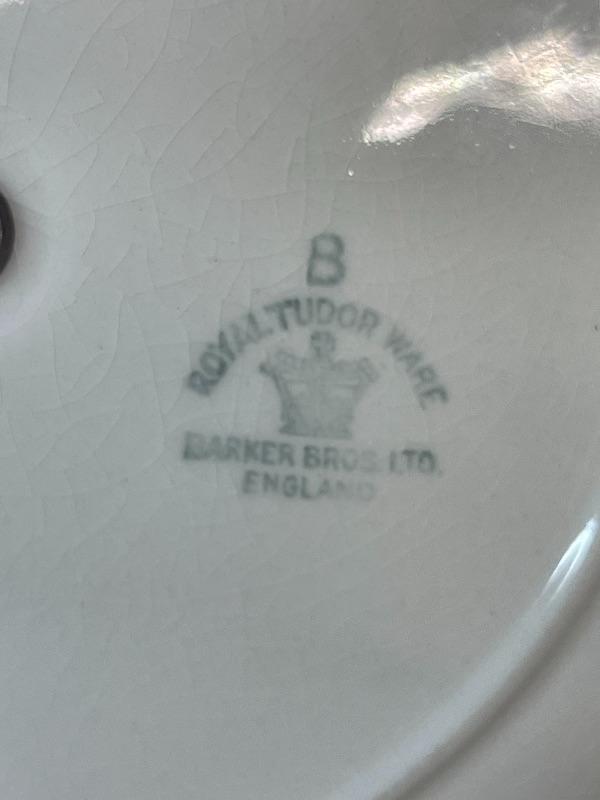 B
ROYAL TUDOR WARE
BARKER BROS. LTD.
ENGLAND